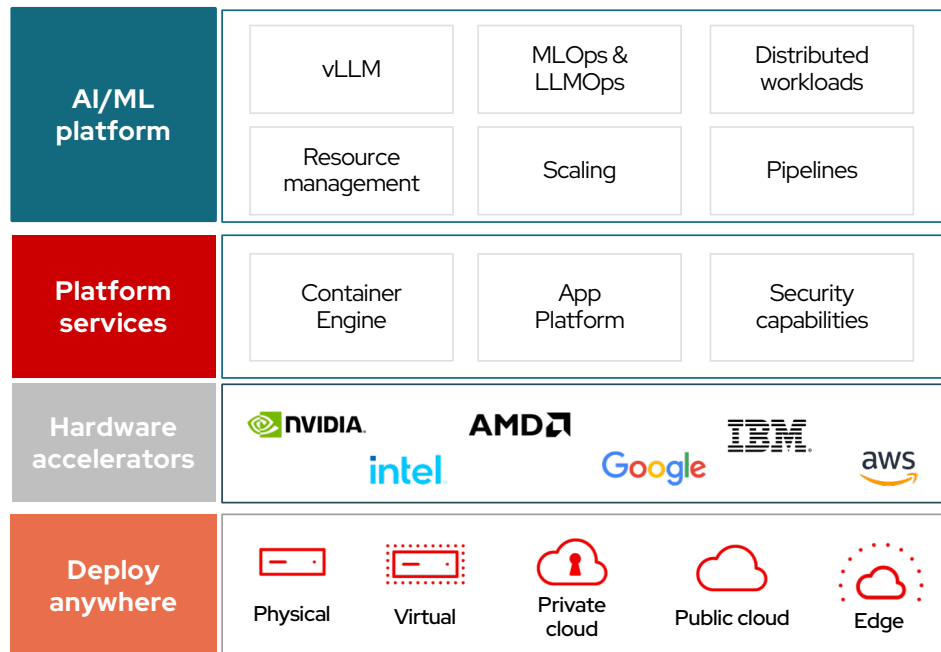 AI/ML
platform
vLLM
MLOps &
LLMOps
Distributed
workloads
Resource
management
Scaling
Pipelines
Platform
services
Container
Engine
App
Platform
Security
capabilities
Hardware
accelerators
NVIDIA.
AMD
IBM
intel
Google
aws
Deploy
anywhere
Physical
Virtual
Private
cloud
Public cloud
Edge